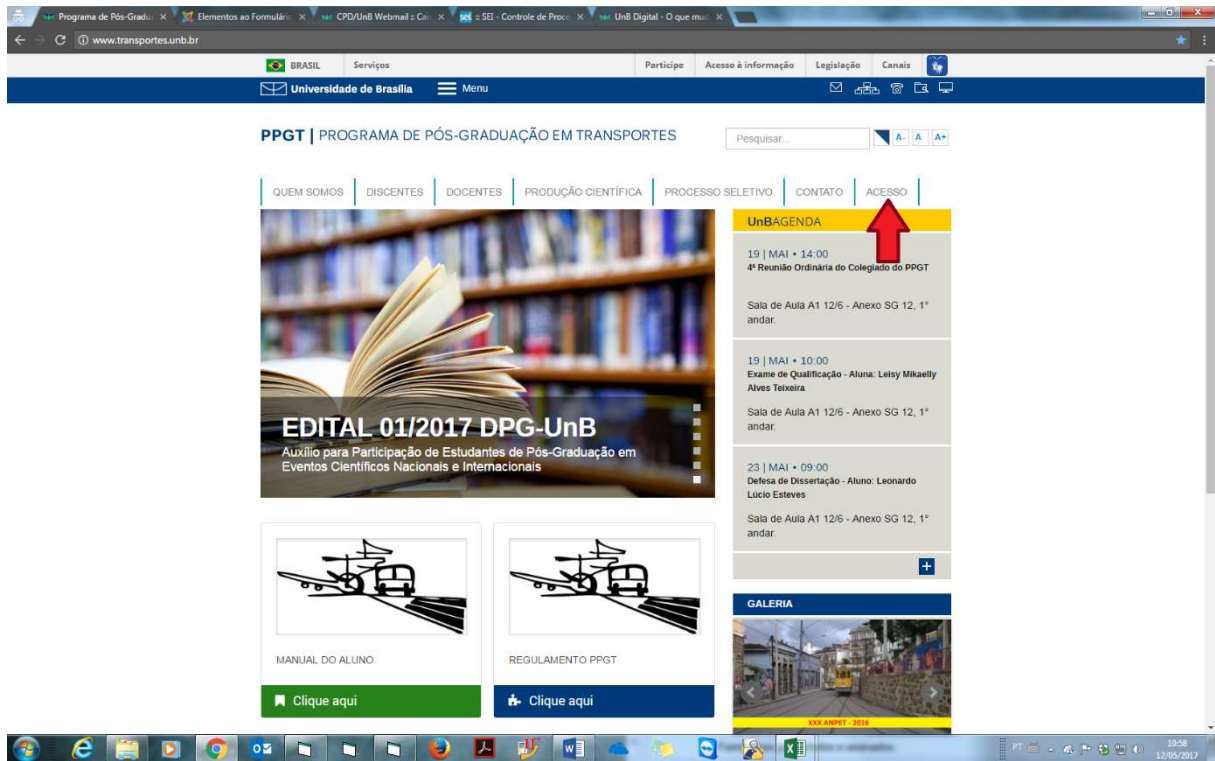 Programa de Pós-Gradu
Elementos ao Formulário
CPD/UnB Webmail :: Cai
:: SEI - Controle de Proce
UnB Digital - O que mud
www.transportes.unb.br
BRASIL Serviços Participe Acesso à informação Legislação Canais
Universidade de Brasília Menu
PPGT | PROGRAMA DE PÓS-GRADUAÇÃO EM TRANSPORTES
Pesquisar... A- A A+
QUEM SOMOS DISCENTES DOCENTES PRODUÇÃO CIENTÍFICA PROCESSO SELETIVO CONTATO ACESSO
EDITAL 01/2017 DPG-UnB
Auxílio para Participação de Estudantes de Pós-Graduação em
Eventos Científicos Nacionais e Internacionais
UnBAGENDA
19 | MAI • 14:00
4ª Reunião Ordinária do Colegiado do PPGT
Sala de Aula A1 12/6 - Anexo SG 12, 1°
andar.
19 | MAI • 10:00
Exame de Qualificação - Aluna: Leisy Mikaelly
Alves Teixeira
Sala de Aula A1 12/6 - Anexo SG 12, 1°
andar.
23 | MAI • 09:00
Defesa de Dissertação - Aluno: Leonardo
Lúcio Esteves
Sala de Aula A1 12/6 - Anexo SG 12, 1°
andar.
MANUAL DO ALUNO
Clique aqui
REGULAMENTO PPGT
Clique aqui
GALERIA
XXX ANPET - 2016
PT
10:58
12/05/2017